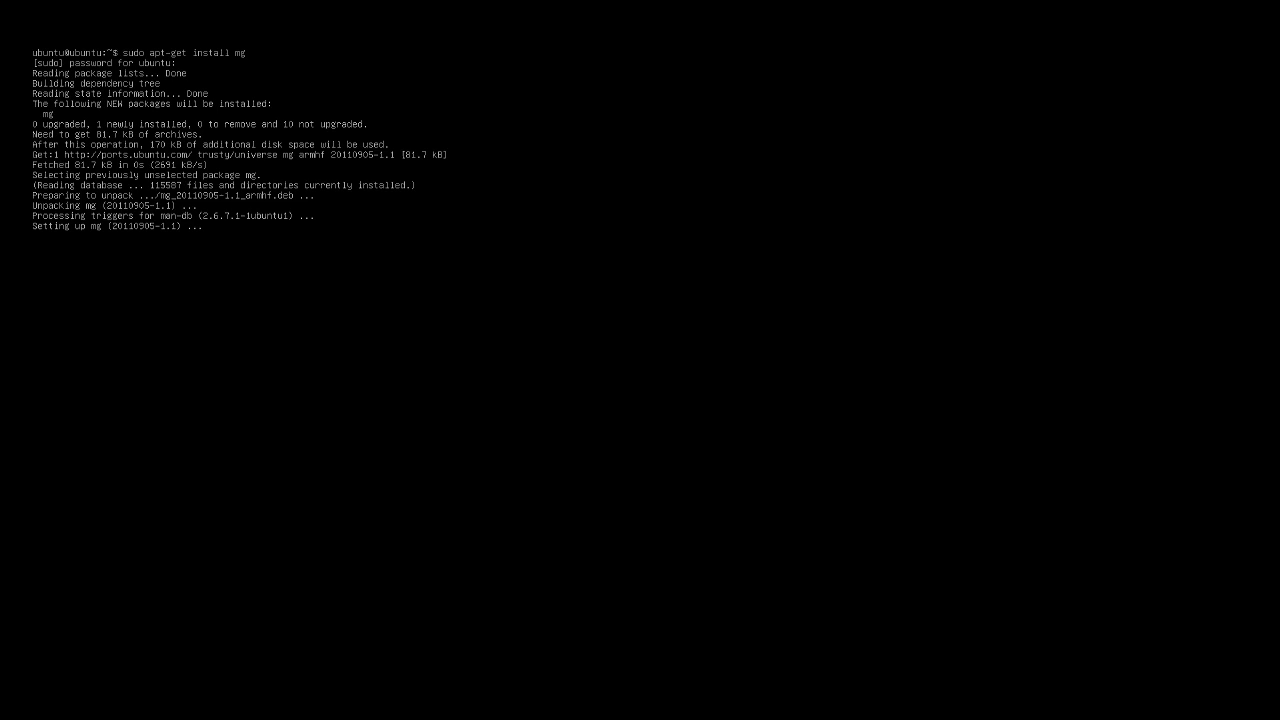 ubuntu@ubuntu:~$ sudo apt-get install mg
[sudo] password for ubuntu:
Reading package lists... Done
Building dependency tree
Reading state information... Done
The following NEW packages will be installed:
  mg
0 upgraded, 1 newly installed, 0 to remove and 10 not upgraded.
Need to get 81.7 kB of archives.
After this operation, 170 kB of additional disk space will be used.
Get:1 http://ports.ubuntu.com/ trusty/universe mg armhf 20110905-1.1 [81.7 kB]
Fetched 81.7 kB in 0s (2691 kB/s)
Selecting previously unselected package mg.
(Reading database ... 115587 files and directories currently installed.)
Preparing to unpack .../mg_20110905-1.1_armhf.deb ...
Unpacking mg (20110905-1.1) ...
Processing triggers for man-db (2.6.7.1-1ubuntu1) ...
Setting up mg (20110905-1.1) ...